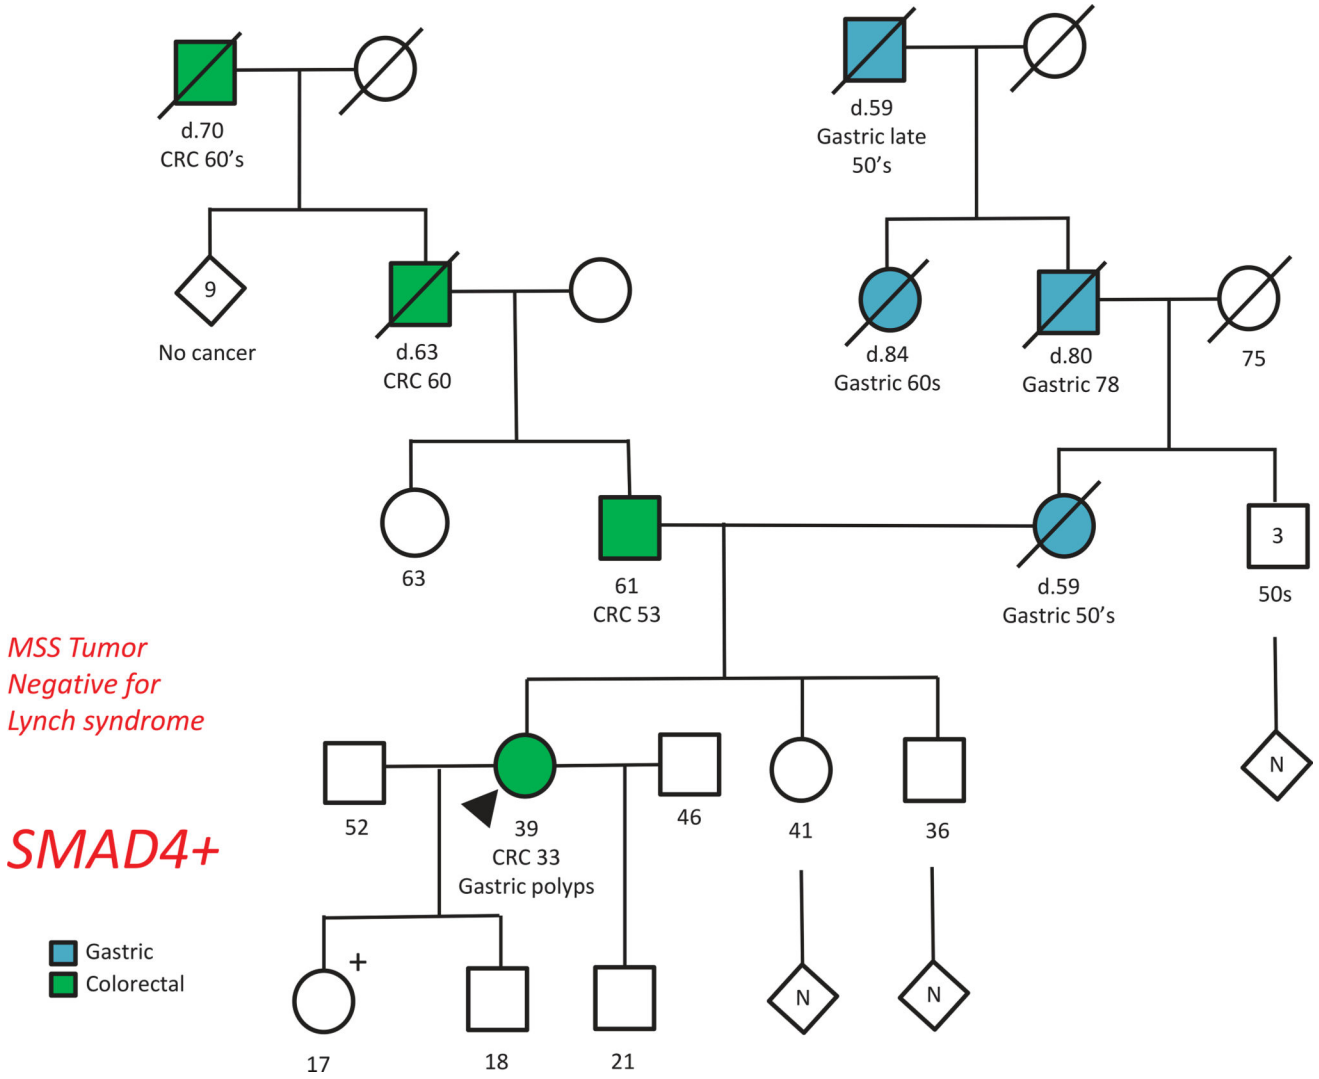 d.70
CRC 60's
d.59
Gastric late
50's
9
No cancer
d.63
CRC 60
d.84
Gastric 60s
d.80
Gastric 78
75
63
61
CRC 53
d.59
Gastric 50's
3
50s
MSS Tumor
Negative for
Lynch syndrome
SMAD4+
52
39
CRC 33
Gastric polyps
46
41
36
N
Gastric
Colorectal
+
17
18
21
N
N